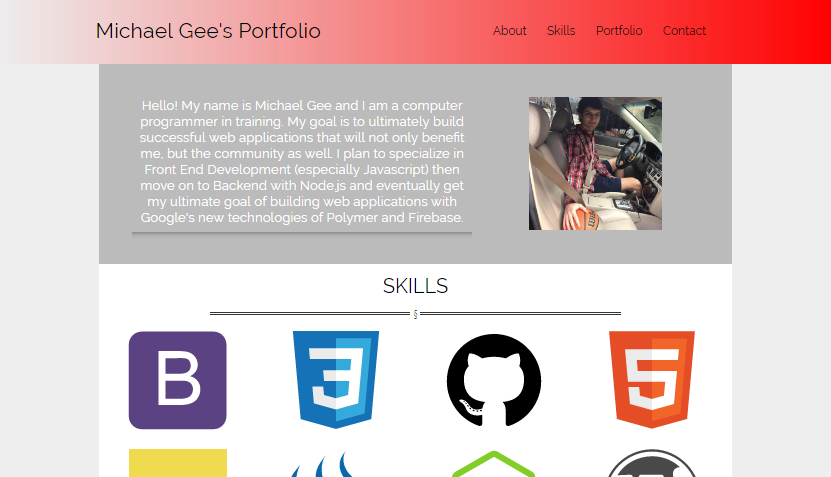 Michael Gee's Portfolio
About Skills Portfolio Contact
Hello! My name is Michael Gee and I am a computer
programmer in training. My goal is to ultimately build
successful web applications that will not only benefit
me, but the community as well. I plan to specialize in
Front End Development (especially Javascript) then
move on to Backend with Node.js and eventually get
my ultimate goal of building web applications with
Google's new technologies of Polymer and Firebase.
SKILLS
§
B 3 5